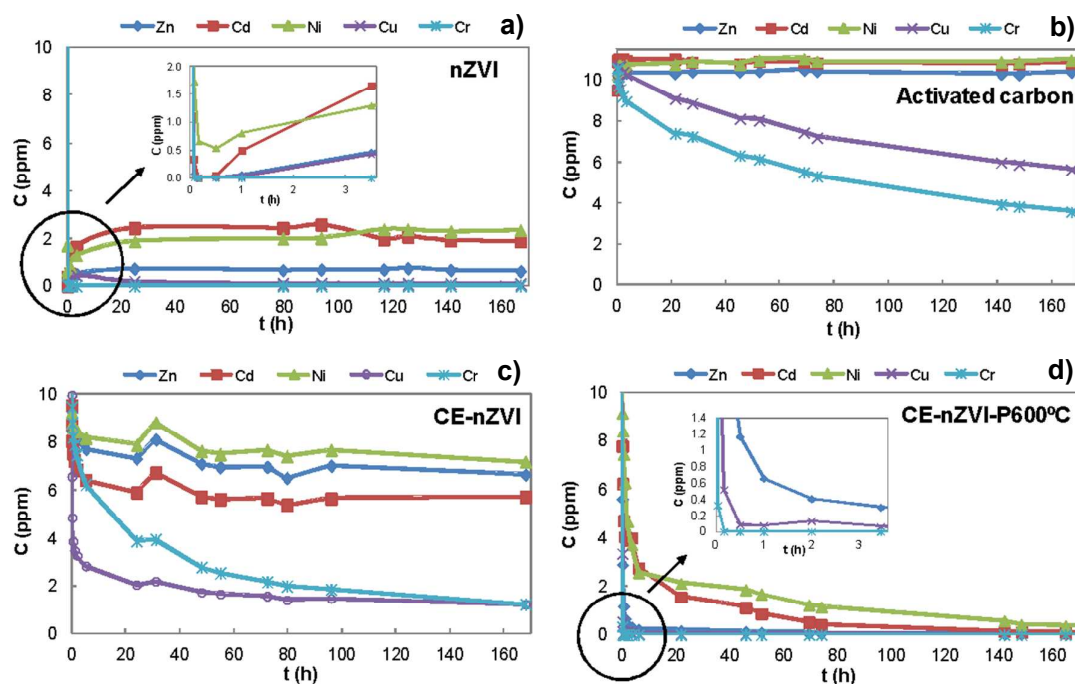 a)
Zn Cd Ni Cu Cr
nZVI
C (ppm)
10
8
6
4
2
0
0 20 40 60 80 100 120 140 160
t (h)
C (ppm)
2.0
1.5
1.0
0.5
0.0
0 1 2 3
t (h)
b)
Zn Cd Ni Cu Cr
Activated carbon
C (ppm)
10
8
6
4
2
0
0 20 40 60 80 100 120 140 160
t (h)
c)
Zn Cd Ni Cu Cr
CE-nZVI
C (ppm)
10
8
6
4
2
0
0 20 40 60 80 100 120 140 160
t (h)
d)
Zn Cd Ni Cu Cr
CE-nZVI-P600ºC
C (ppm)
10
8
6
4
2
0
0 20 40 60 80 100 120 140 160
t (h)
C (ppm)
1.4
1.2
1
0.8
0.6
0.4
0.2
0
0 1 2 3
t (h)